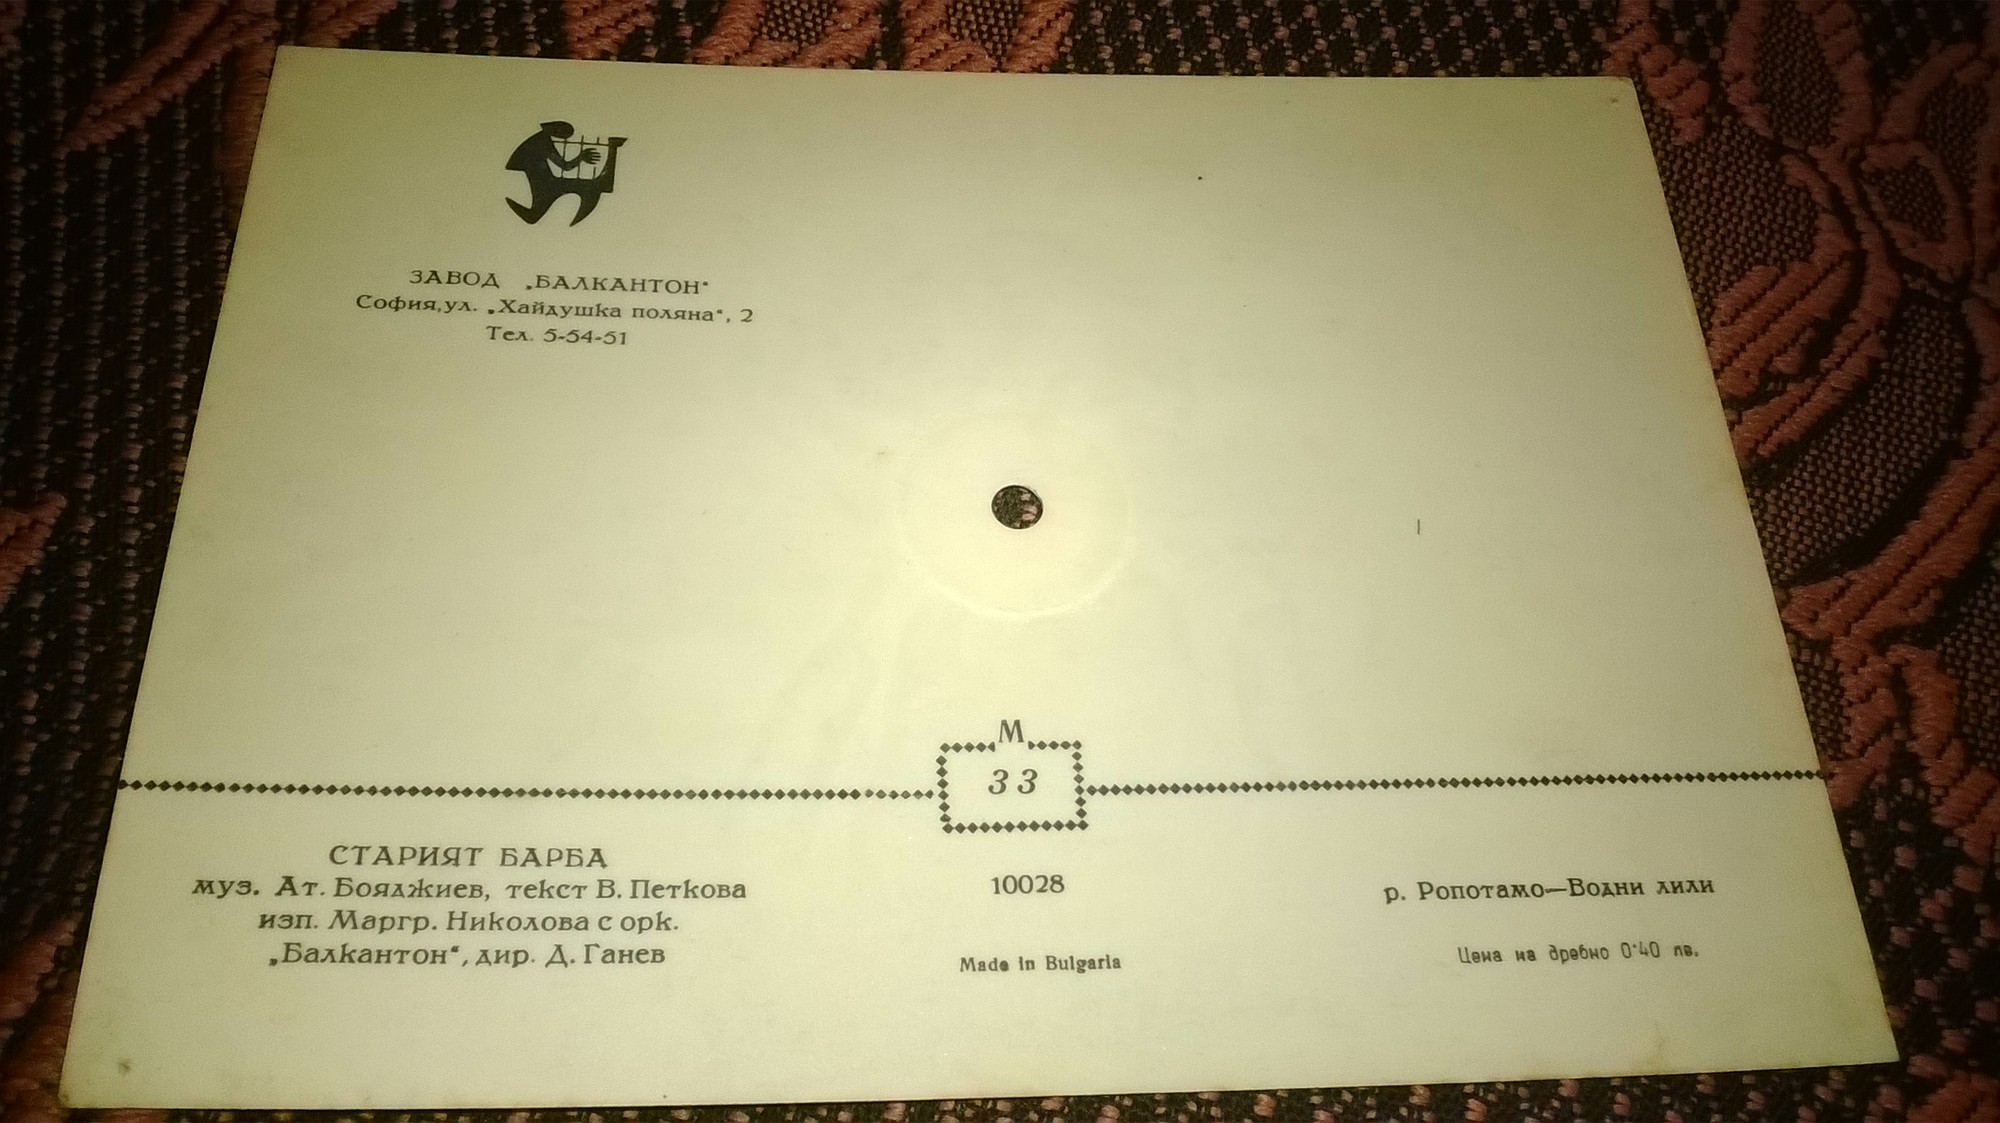 ЗАВОД „БАЛКАНТОН“
София, ул. „Хайдушка поляна“, 2
Тел. 5-54-51
М
33
СТАРИЯТ БАРБА
муз. Ат. Бояджиев, текст В. Петкова
изп. Маргр. Николова с орк.
„Балкантон“, дир. Д. Ганев
10028
Made in Bulgaria
р. Ропотамо—Водни лили
Цена на дребно 0·40 лв.